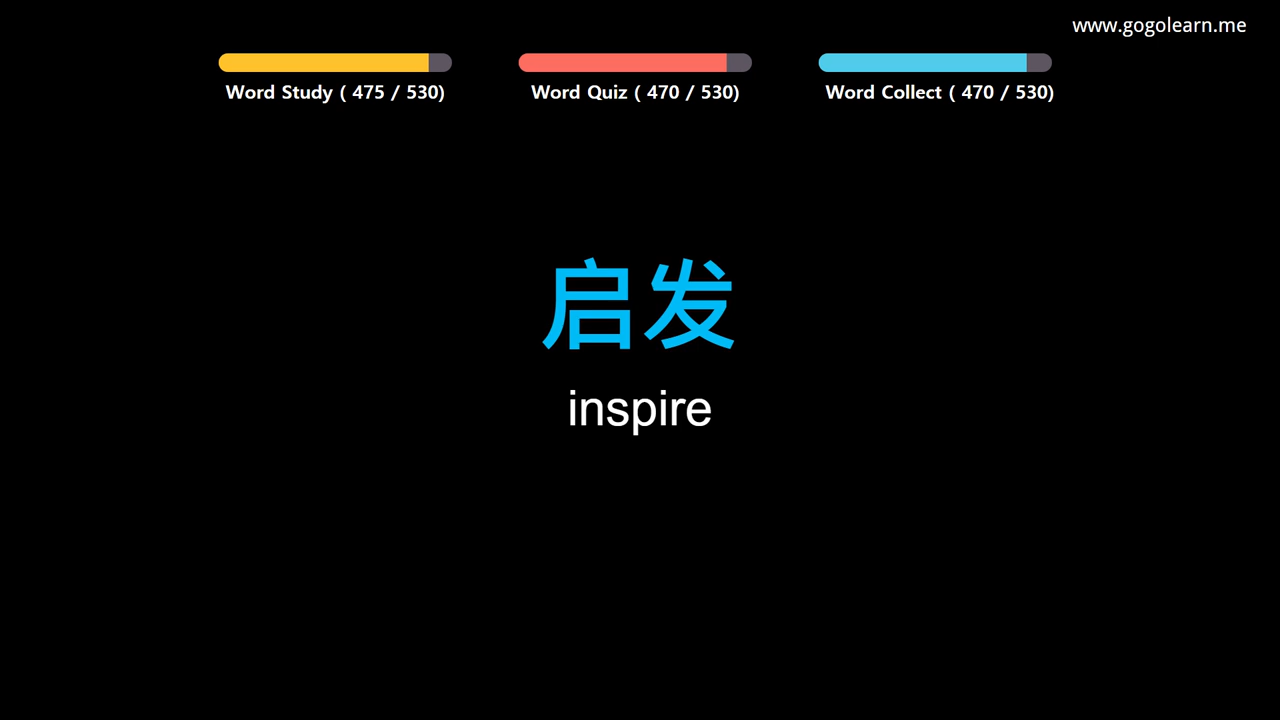 www.gogolearn.me
Word Study ( 475 / 530)
Word Quiz ( 470 / 530)
Word Collect ( 470 / 530)
启发
inspire